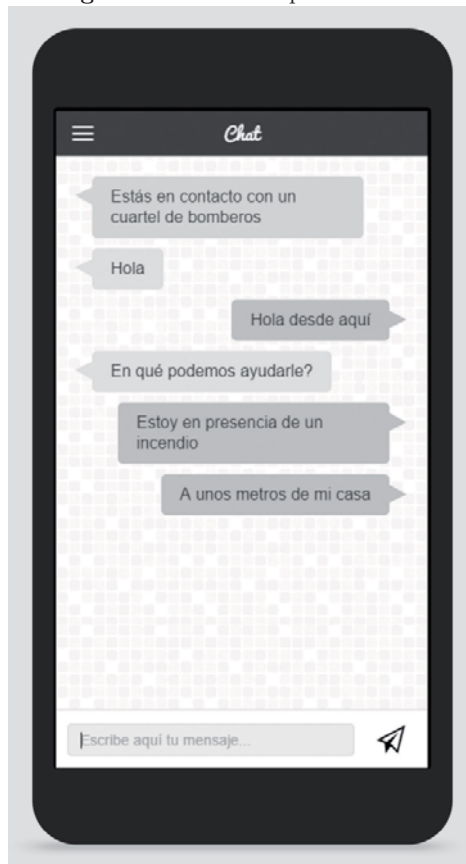 Chat
Estás en contacto con un
cuartel de bomberos
Hola
Hola desde aquí
En qué podemos ayudarle?
Estoy en presencia de un
incendio
A unos metros de mi casa
Escribe aquí tu mensaje...